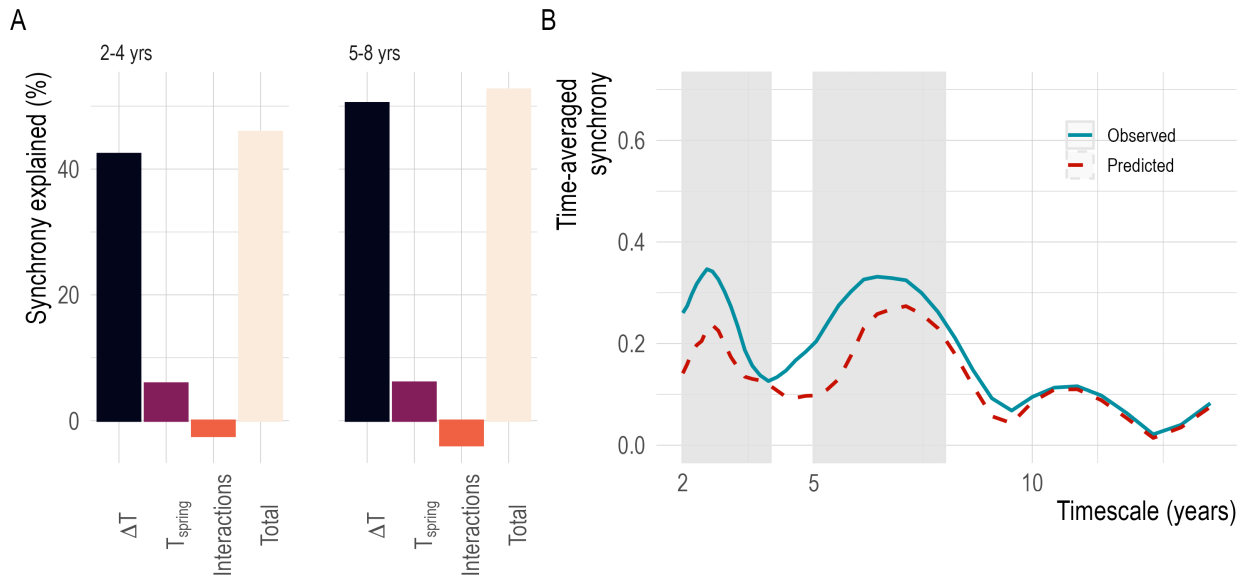 A
2-4 yrs
5-8 yrs
Synchrony explained (%)
40
20
0
ΔT
Tspring
Interactions
Total
ΔT
Tspring
Interactions
Total
B
Time-averaged
synchrony
0.6
0.4
0.2
0.0
Observed
Predicted
2
5
10
Timescale (years)